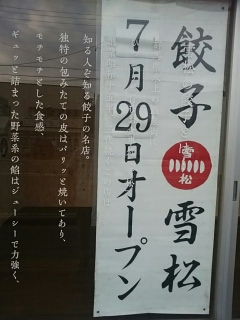 餃子
雪松
雪松
7月29日オープン
知る人ぞ知る餃子の名店。
独特の包みたての皮はパリッと焼いてあり、
モチモチとした食感。
ギュッと詰まった野菜系の餡はジューシーで力強く、